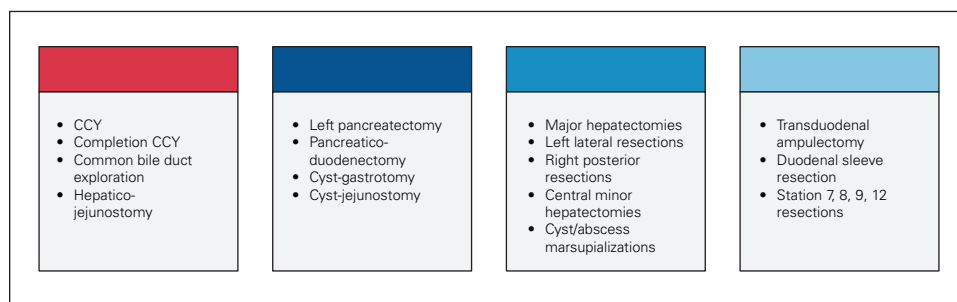 • CCY
• Completion CCY
• Common bile duct
exploration
• Hepatico-
jejunostomy
• Left pancreatectomy
• Pancreatico-
duodenectomy
• Cyst-gastrotomy
• Cyst-jejunostomy
• Major hepatectomies
• Left lateral resections
• Right posterior
resections
• Central minor
hepatectomies
• Cyst/abscess
marsupializations
• Transduodenal
ampulectomy
• Duodenal sleeve
resection
• Station 7, 8, 9, 12
resections